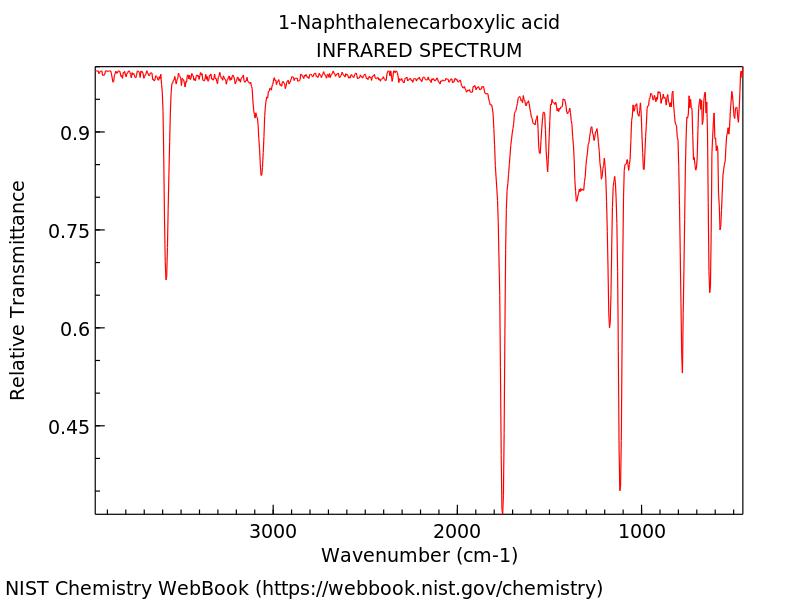 1-Naphthalenecarboxylic acid
INFRARED SPECTRUM
0.9
0.75
0.6
0.45
Relative Transmittance
3000 2000 1000
Wavenumber (cm-1)
NIST Chemistry WebBook (https://webbook.nist.gov/chemistry)